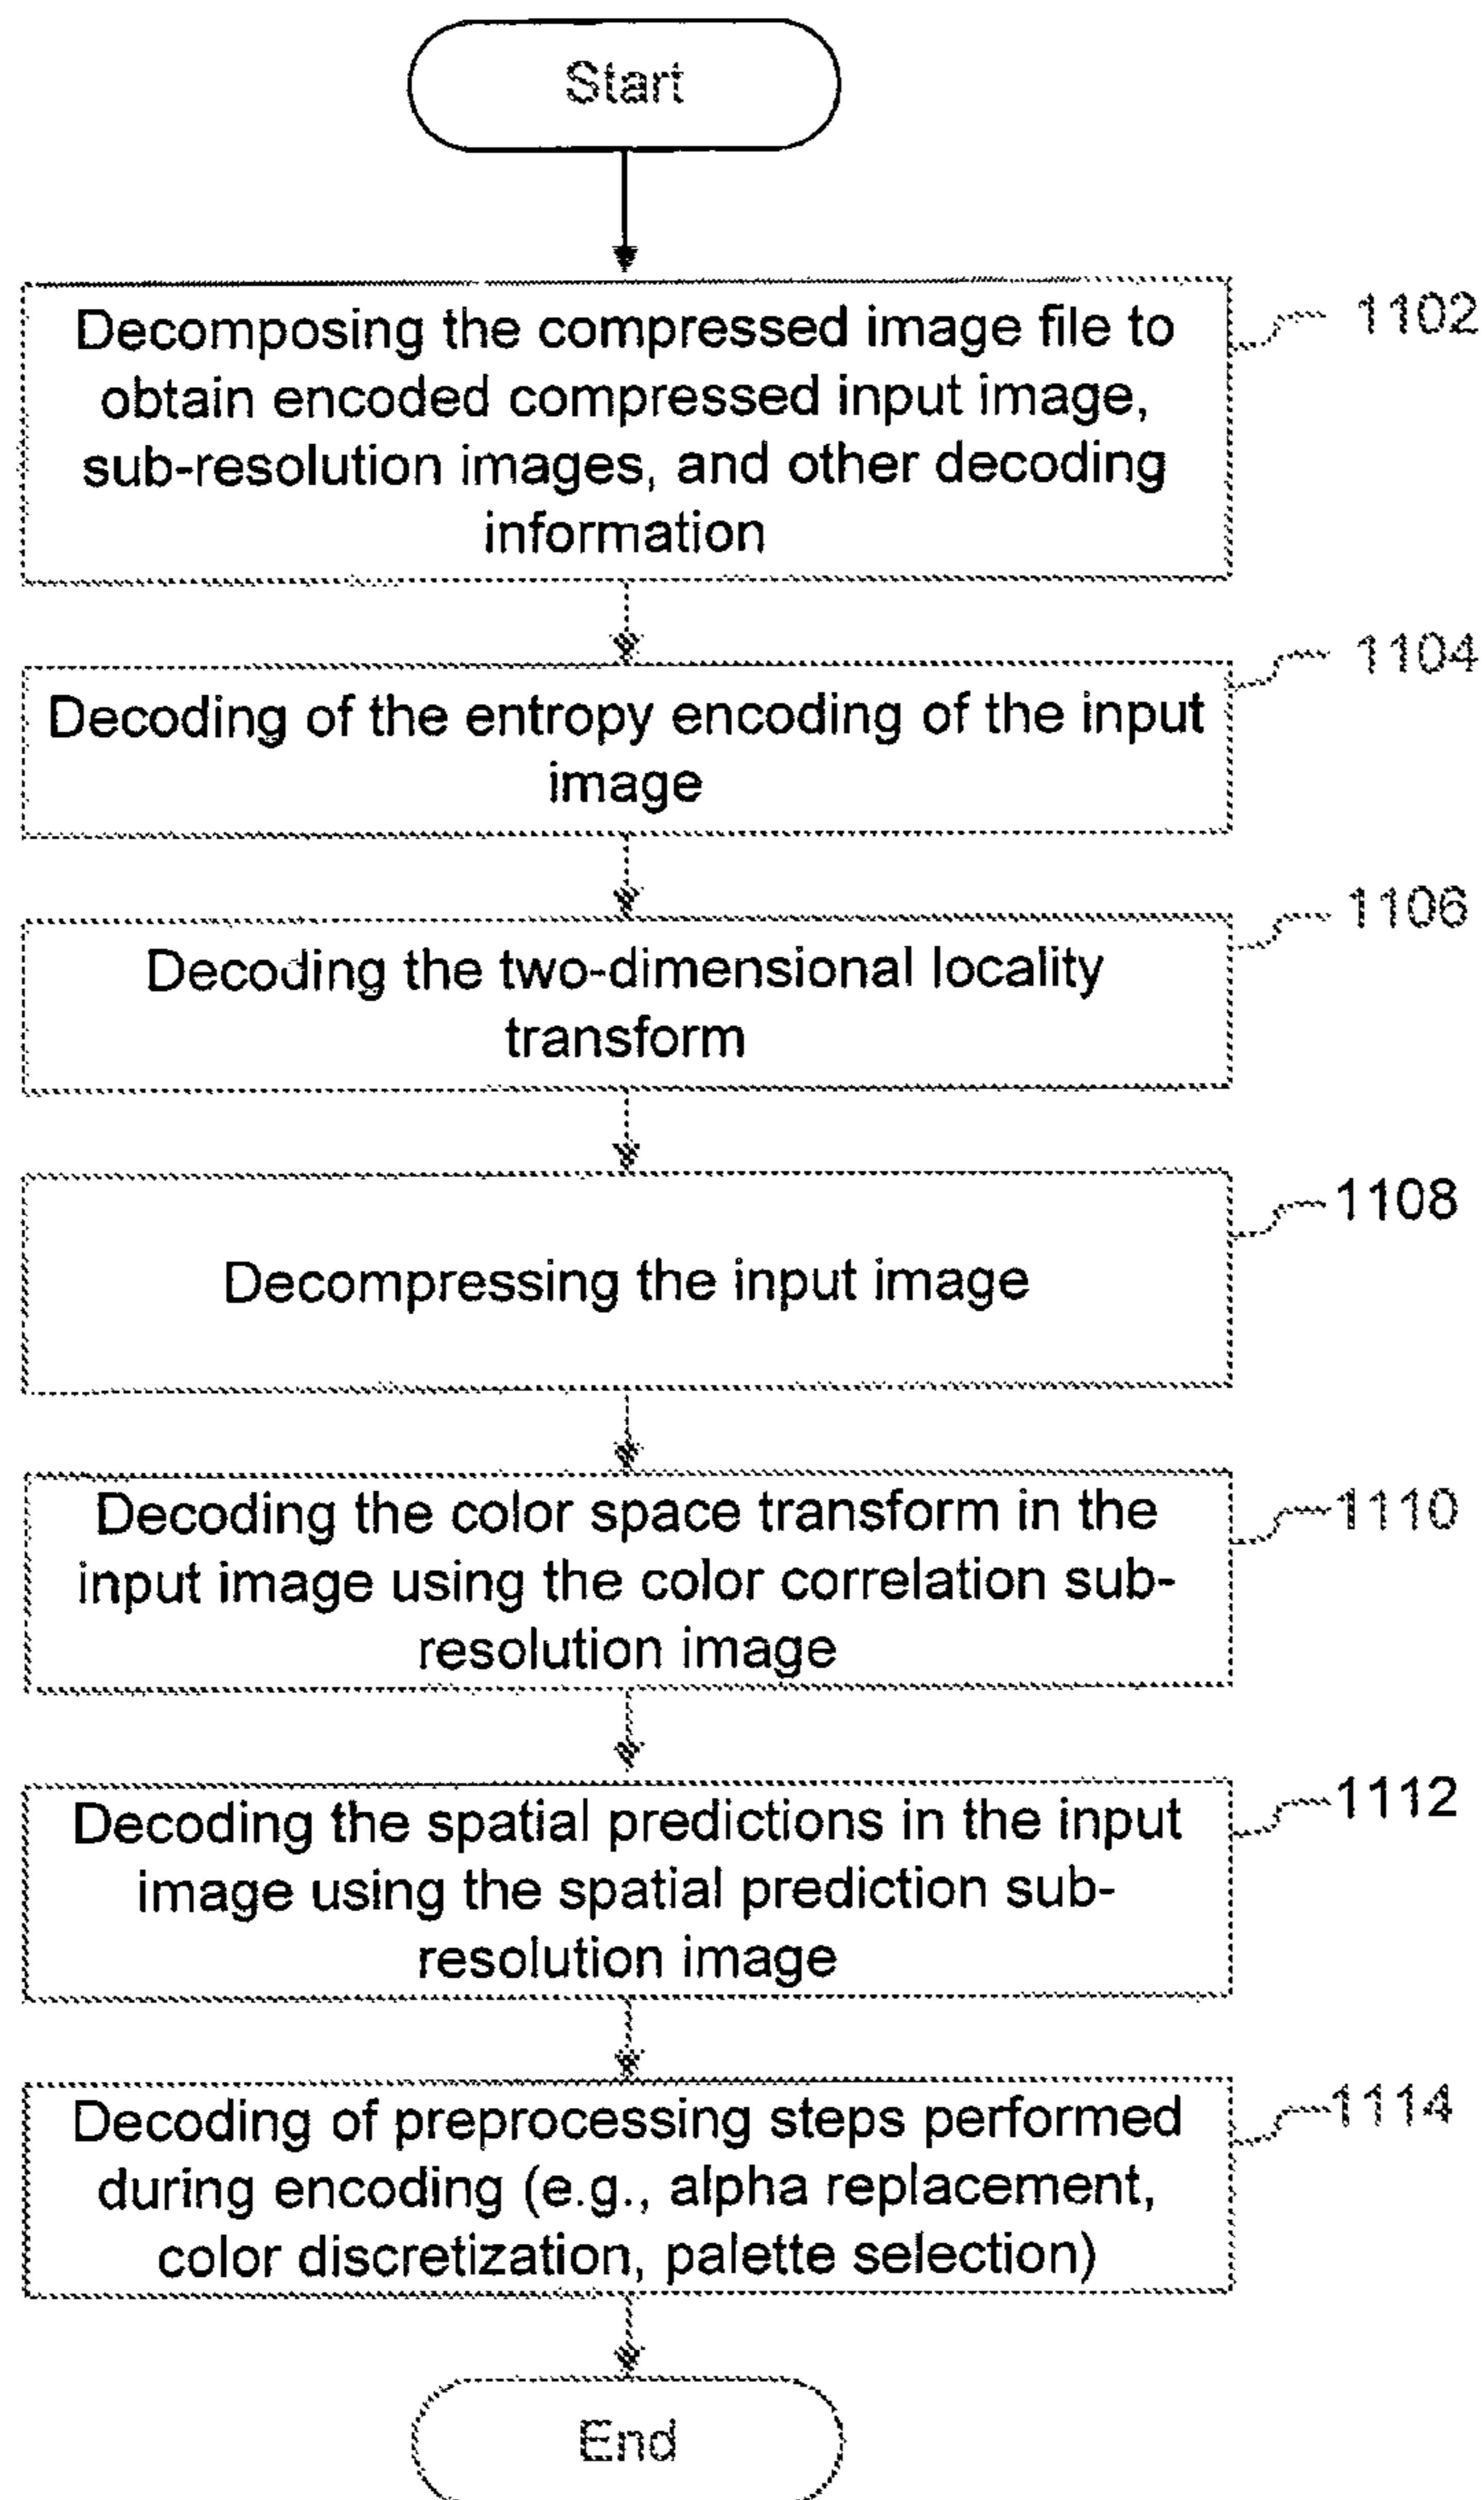 Start
Decomposing the compressed image file to
obtain encoded compressed input image,
sub-resolution images, and other decoding
information
1102
Decoding of the entropy encoding of the input
image
1104
Decoding the two-dimensional locality
transform
1106
Decompressing the input image
1108
Decoding the color space transform in the
input image using the color correlation sub-
resolution image
1110
Decoding the spatial predictions in the input
image using the spatial prediction sub-
resolution image
1112
Decoding of preprocessing steps performed
during encoding (e.g., alpha replacement,
color discretization, palette selection)
1114
End